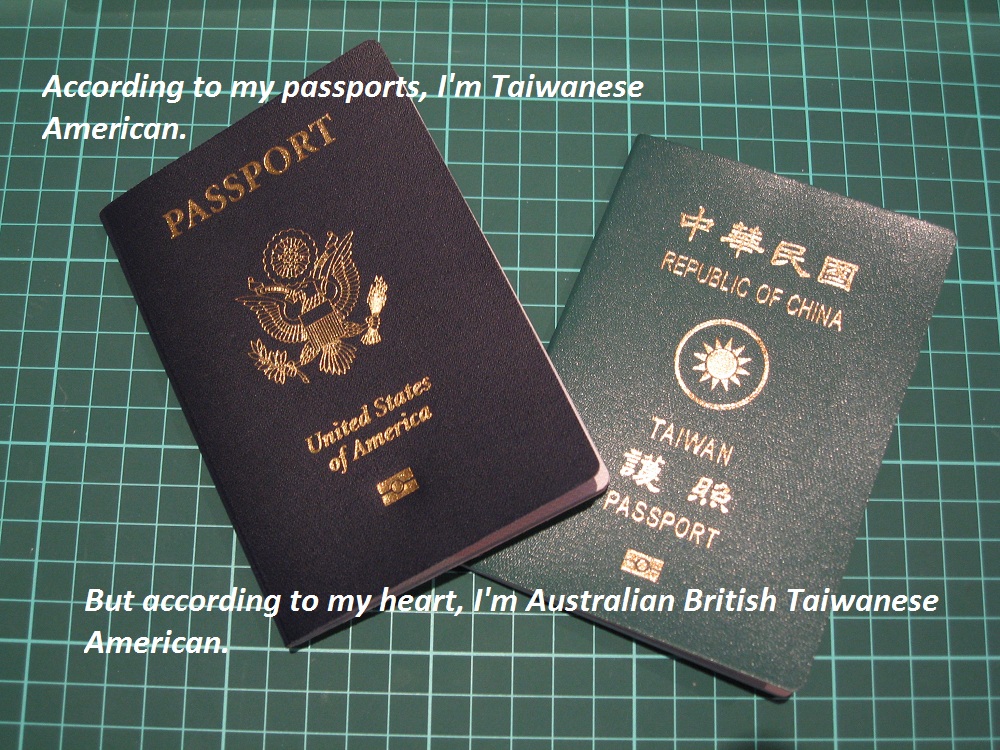 According to my passports, I'm Taiwanese
American.
PASSPORT
United States
of America
中華民國
REPUBLIC OF CHINA
TAIWAN
護照
PASSPORT
But according to my heart, I'm Australian British Taiwanese
American.